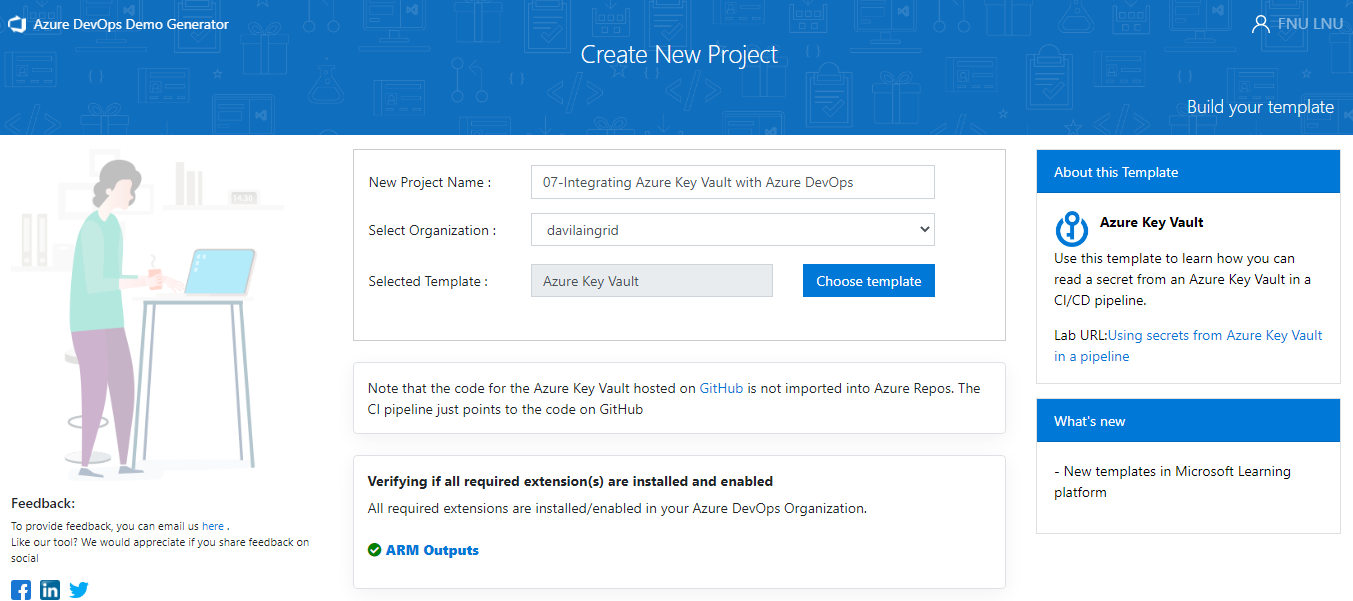 Azure DevOps Demo Generator
FNU LNU
Create New Project
Build your template
New Project Name :
07-Integrating Azure Key Vault with Azure DevOps
Select Organization :
davilaingrid
Selected Template :
Azure Key Vault
Choose template
Note that the code for the Azure Key Vault hosted on GitHub is not imported into Azure Repos. The
CI pipeline just points to the code on GitHub
Verifying if all required extension(s) are installed and enabled
All required extensions are installed/enabled in your Azure DevOps Organization.
ARM Outputs
About this Template
Azure Key Vault
Use this template to learn how you can
read a secret from an Azure Key Vault in a
CI/CD pipeline.
Lab URL:Using secrets from Azure Key Vault
in a pipeline
What's new
- New templates in Microsoft Learning
platform
Feedback:
To provide feedback, you can email us here .
Like our tool? We would appreciate if you share feedback on
social